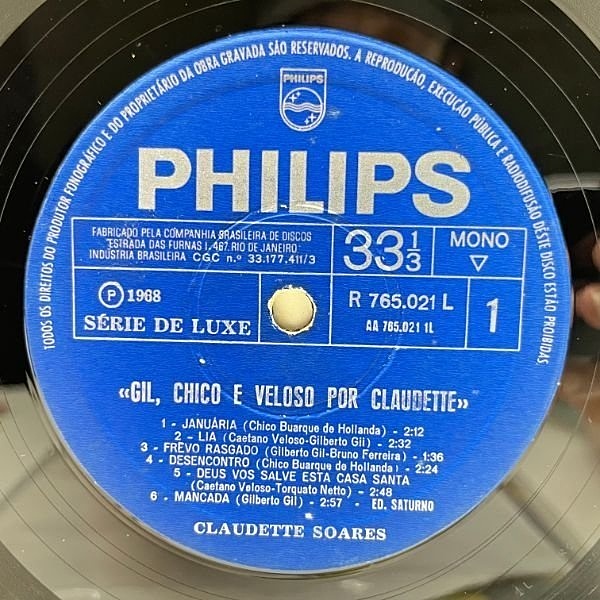 TODOS OS DIREITOS DO PRODUTOR FONOGRÁFICO E DO PROPRIETÁRIO DA OBRA GRAVADA SÃO RESERVADOS. A REPRODUÇÃO, EXECUÇÃO PÚBLICA E RADIODIFUSÃO DÊSTE DISCO ESTÃO PROIBIDAS
PHILIPS
PHILIPS
FABRICADO PELA COMPANHIA BRASILEIRA DE DISCOS
ESTRADA DAS FURNAS 1.467. RIO DE JANEIRO
INDÚSTRIA BRASILEIRA CGC n.º 33.177.411/3
33 1/3
MONO
▽
Ⓟ 1968
SÉRIE DE LUXE
R 765.021 L
AA 765.021 1L
1
«GIL, CHICO E VELOSO POR CLAUDETTE»
1 - JANUÁRIA (Chico Buarque de Hollanda) - 2:12
2 - LIA (Caetano Veloso-Gilberto Gil) - 2:32
3 - FRÊVO RASGADO (Gilberto Gil-Bruno Ferreira) - 1:36
4 - DESENCONTRO (Chico Buarque de Hollanda) - 2:24
5 - DEUS VOS SALVE ESTA CASA SANTA
(Caetano Veloso-Torquato Netto) - 2:48
6 - MANCADA (Gilberto Gil) - 2:57 - ED. SATURNO
CLAUDETTE SOARES